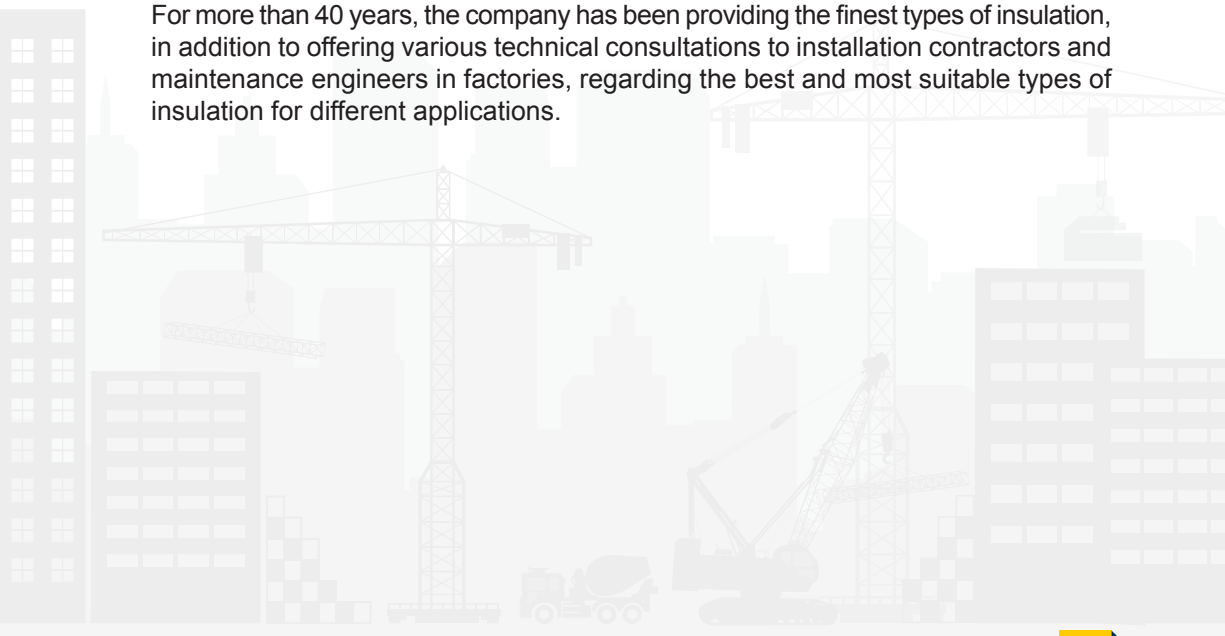 For more than 40 years, the company has been providing the finest types of insulation,
in addition to offering various technical consultations to installation contractors and
maintenance engineers in factories, regarding the best and most suitable types of
insulation for different applications.